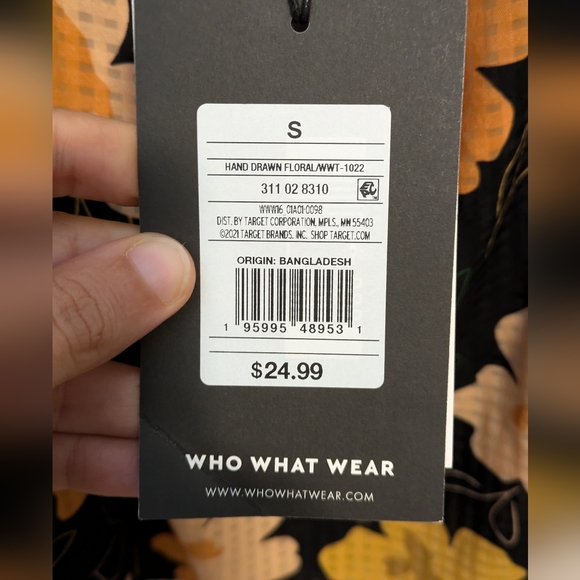 S
HAND DRAWN FLORAL/WWT-1022
311 02 8310
WWW16 01A01-0098
DIST. BY TARGET CORPORATION, MPLS., MN 55403
©2021 TARGET BRANDS, INC. SHOP TARGET.COM
ORIGIN: BANGLADESH
1 95995 48953 1
$24.99
WHO WHAT WEAR
WWW.WHOWHATWEAR.COM